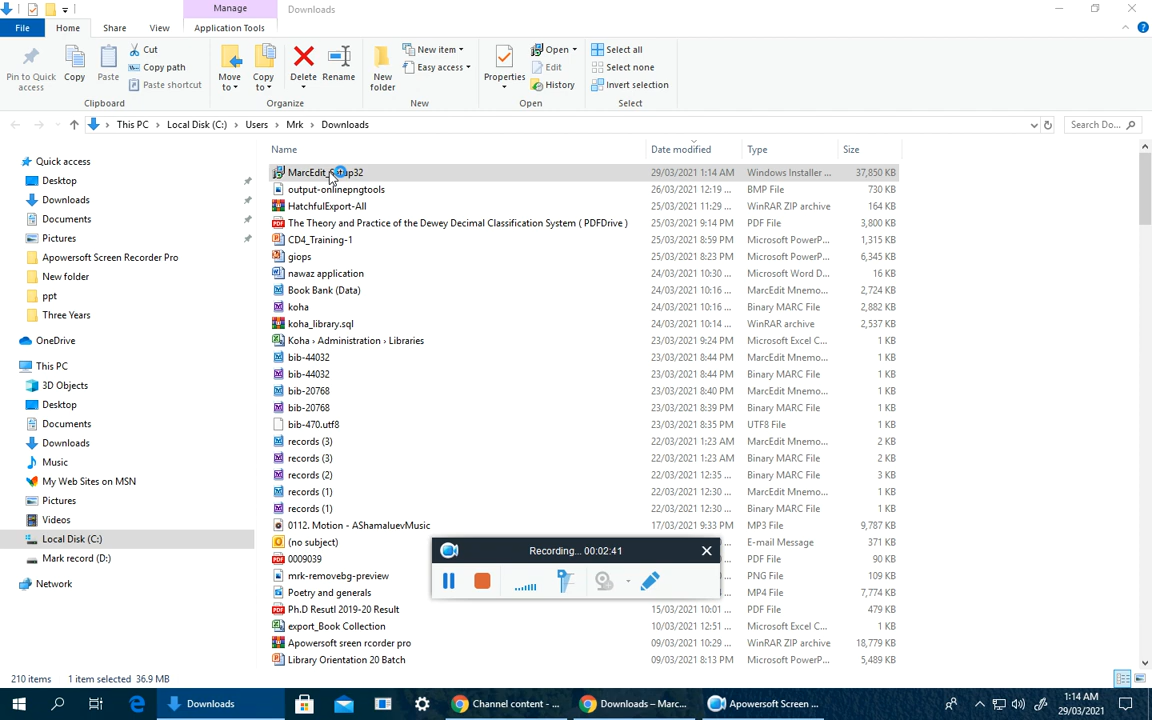 Manage
Downloads
File
Home
Share
View
Application Tools
Pin to Quick access
Copy
Paste
Cut
Copy path
Paste shortcut
Clipboard
Move to
Copy to
Delete
Rename
Organize
New folder
New item
Easy access
New
Properties
Open
Edit
History
Open
Select all
Select none
Invert selection
Select
This PC > Local Disk (C:) > Users > Mrk > Downloads
Search Do...
Name Date modified Type Size
Quick access
Desktop
Downloads
Documents
Pictures
Apowersoft Screen Recorder Pro
New folder
ppt
Three Years
OneDrive
This PC
3D Objects
Desktop
Documents
Downloads
Music
My Web Sites on MSN
Pictures
Videos
Local Disk (C:)
Mark record (D:)
Network
MarcEdit_Setup32 29/03/2021 1:14 AM Windows Installer ... 37,850 KB
output-onlinepngtools 26/03/2021 12:19 ... BMP File 730 KB
HatchfulExport-All 25/03/2021 11:29 ... WinRAR ZIP archive 164 KB
The Theory and Practice of the Dewey Decimal Classification System ( PDFDrive ) 25/03/2021 9:14 PM PDF File 3,800 KB
CD4_Training-1 25/03/2021 8:59 PM Microsoft PowerP... 1,315 KB
giops 25/03/2021 8:23 PM Microsoft PowerP... 6,345 KB
nawaz application 24/03/2021 10:30 ... Microsoft Word D... 16 KB
Book Bank (Data) 24/03/2021 10:16 ... MarcEdit Mnemo... 2,724 KB
koha 24/03/2021 10:16 ... Binary MARC File 2,882 KB
koha_library.sql 24/03/2021 10:14 ... WinRAR archive 2,537 KB
Koha › Administration › Libraries 23/03/2021 9:24 PM Microsoft Excel C... 1 KB
bib-44032 23/03/2021 8:44 PM MarcEdit Mnemo... 1 KB
bib-44032 23/03/2021 8:44 PM Binary MARC File 1 KB
bib-20768 23/03/2021 8:40 PM MarcEdit Mnemo... 1 KB
bib-20768 23/03/2021 8:39 PM Binary MARC File 1 KB
bib-470.utf8 23/03/2021 8:35 PM UTF8 File 1 KB
records (3) 22/03/2021 1:23 AM MarcEdit Mnemo... 2 KB
records (3) 22/03/2021 1:23 AM Binary MARC File 2 KB
records (2) 22/03/2021 12:35 ... Binary MARC File 3 KB
records (1) 22/03/2021 12:30 ... MarcEdit Mnemo... 1 KB
records (1) 22/03/2021 12:30 ... Binary MARC File 1 KB
0112. Motion - AShamaluevMusic 17/03/2021 9:33 PM MP3 File 9,787 KB
(no subject) E-mail Message 371 KB
0009039 PDF File 90 KB
mrk-removebg-preview PNG File 109 KB
Poetry and generals MP4 File 7,774 KB
Ph.D Resutl 2019-20 Result 15/03/2021 10:01 ... PDF File 479 KB
export_Book Collection 10/03/2021 12:51 ... Microsoft Excel C... 1 KB
Apowersoft sreen rcorder pro 09/03/2021 10:29 ... WinRAR ZIP archive 18,779 KB
Library Orientation 20 Batch 09/03/2021 8:13 PM Microsoft PowerP... 5,489 KB
Recording... 00:02:41
210 items 1 item selected 36.9 MB
Downloads
Channel content - ...
Downloads – Marc...
Apowersoft Screen ...
1:14 AM
29/03/2021